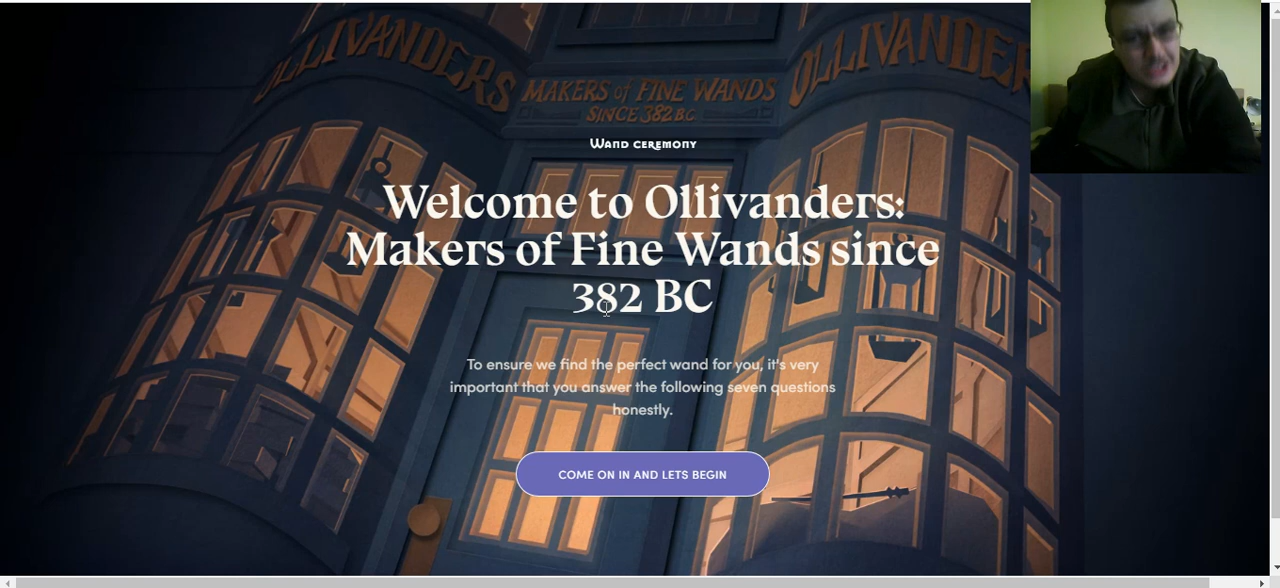 OLLIVANDERS
MAKERS of FINE WANDS
SINCE 382 B.C.
OLLIVANDER
Wand ceremony
Welcome to Ollivanders:
Makers of Fine Wands since
382 BC
To ensure we find the perfect wand for you, it's very
important that you answer the following seven questions
honestly.
COME ON IN AND LETS BEGIN